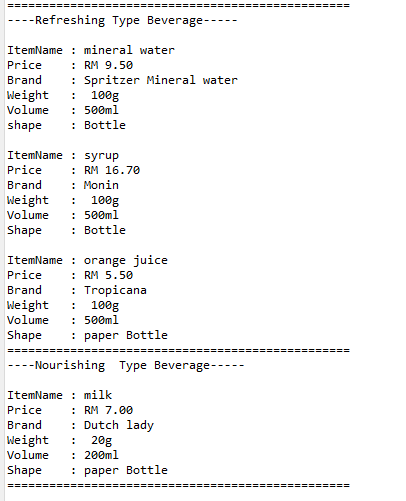 =================================================
----Refreshing Type Beverage-----

ItemName : mineral water
Price    : RM 9.50
Brand    : Spritzer Mineral water
Weight   :  100g
Volume   : 500ml
shape    : Bottle

ItemName : syrup
Price    : RM 16.70
Brand    : Monin
Weight   :  100g
Volume   : 500ml
Shape    : Bottle

ItemName : orange juice
Price    : RM 5.50
Brand    : Tropicana
Weight   :  100g
Volume   : 500ml
Shape    : paper Bottle
=================================================
----Nourishing  Type Beverage-----

ItemName : milk
Price    : RM 7.00
Brand    : Dutch lady
Weight   :  20g
Volume   : 200ml
Shape    : paper Bottle
=================================================